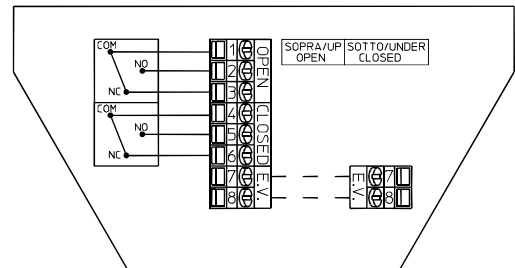 COM
NO
NC
COM
NO
NC
1
2
3
4
5
6
7
8
OPEN
CLOSED
E.V.
SOPRA/UP
OPEN
SOTTO/UNDER
CLOSED
E.V.
7
8